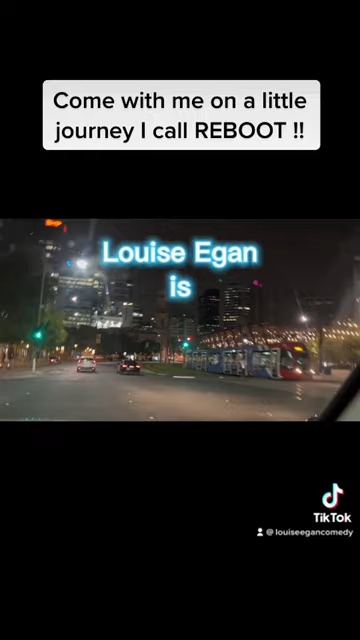 Come with me on a little
journey I call REBOOT !!
Louise Egan
is
TikTok
@louiseegancomedy